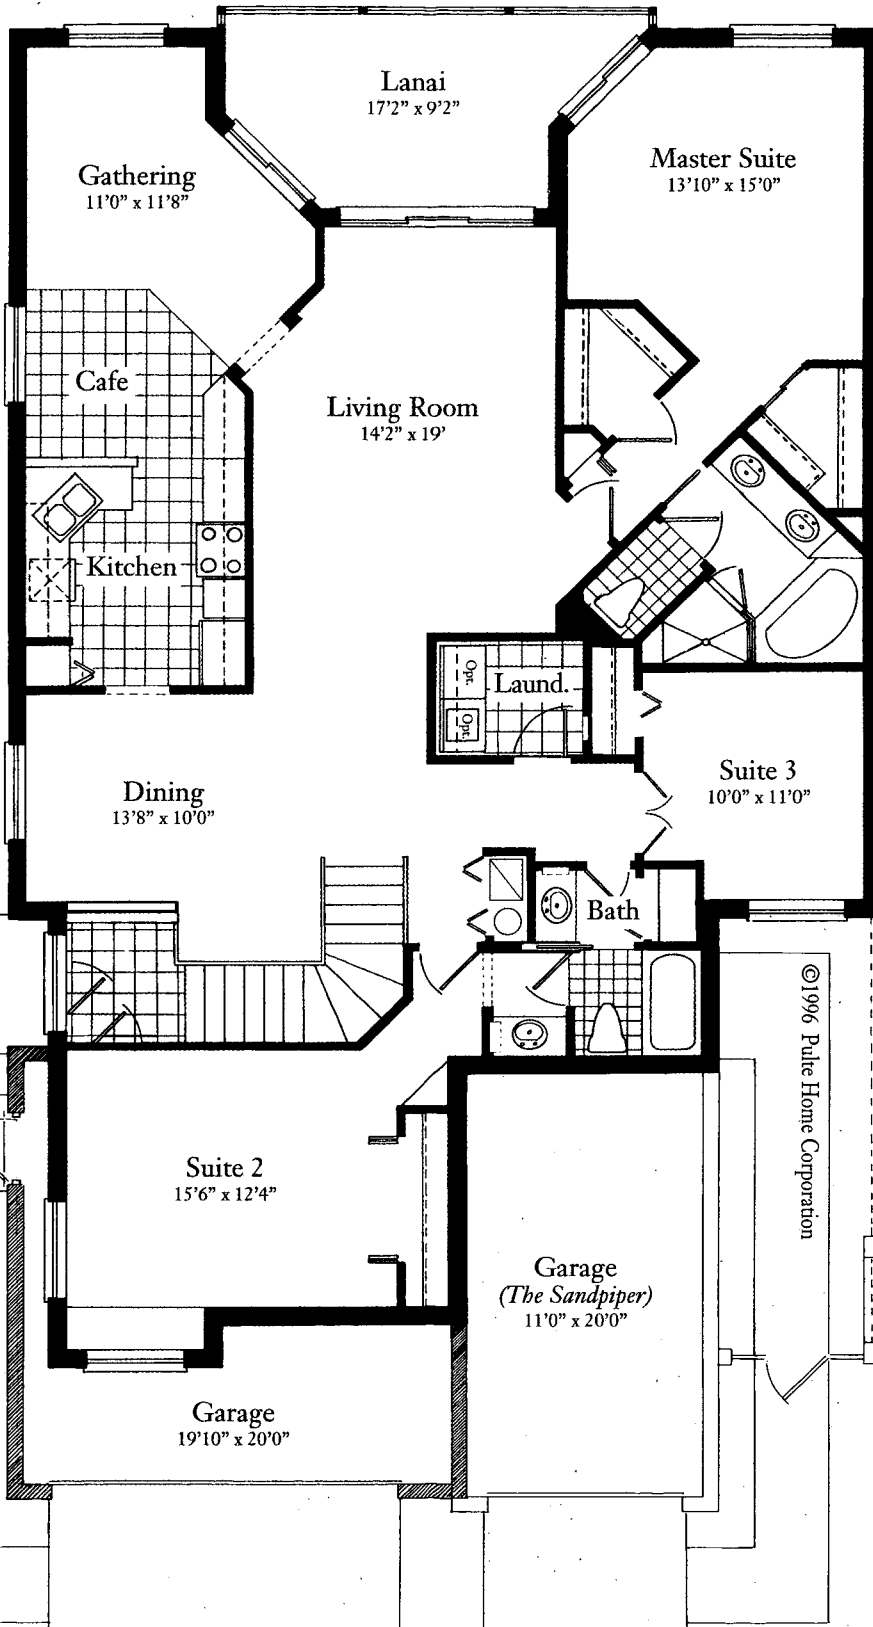 Lanai
17'2" x 9'2"
Gathering
11'0" x 11'8"
Master Suite
13'10" x 15'0"
Cafe
Living Room
14'2" x 19'
Kitchen
Opt.
Opt.
Laund.
Suite 3
10'0" x 11'0"
Dining
13'8" x 10'0"
Bath
©1996 Pulte Home Corporation
Suite 2
15'6" x 12'4"
Garage
(The Sandpiper)
11'0" x 20'0"
Garage
19'10" x 20'0"